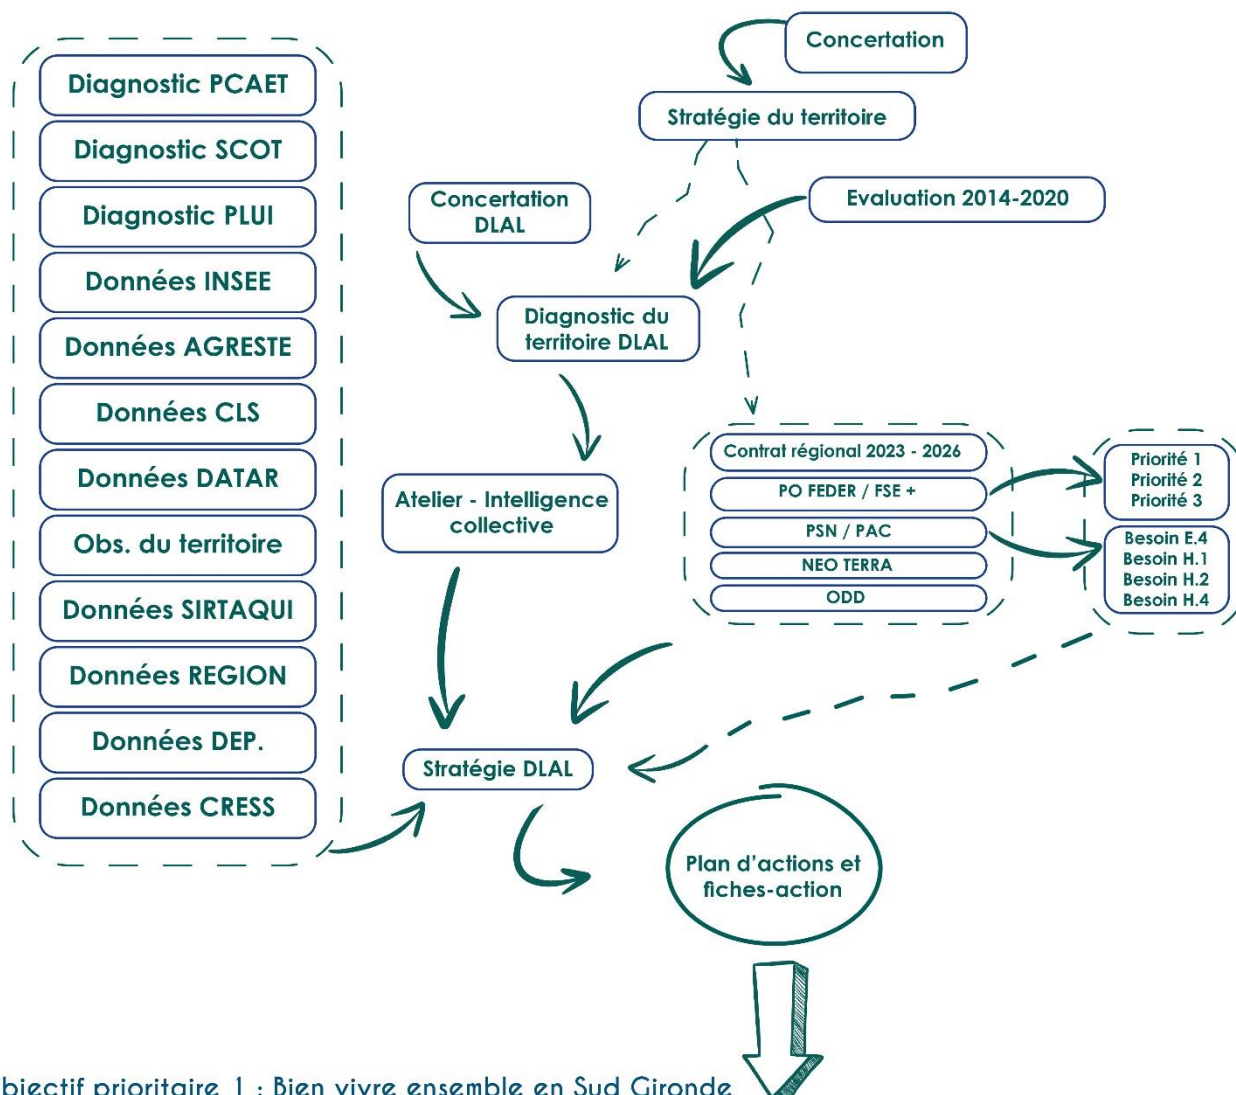 Diagnostic PCAET
Diagnostic SCOT
Diagnostic PLUI
Données INSEE
Données AGRESTE
Données CLS
Données DATAR
Obs. du territoire
Données SIRTAQUI
Données REGION
Données DEP.
Données CRESS
Concertation
Stratégie du territoire
Concertation
DLAL
Evaluation 2014-2020
Diagnostic du
territoire DLAL
Atelier - Intelligence
collective
Contrat régional 2023 - 2026
PO FEDER / FSE +
PSN / PAC
NEO TERRA
ODD
Priorité 1
Priorité 2
Priorité 3
Besoin E.4
Besoin H.1
Besoin H.2
Besoin H.4
Stratégie DLAL
Plan d'actions et
fiches-action
bjectif prioritaire 1 : Bien vivre ensemble en Sud Gironde